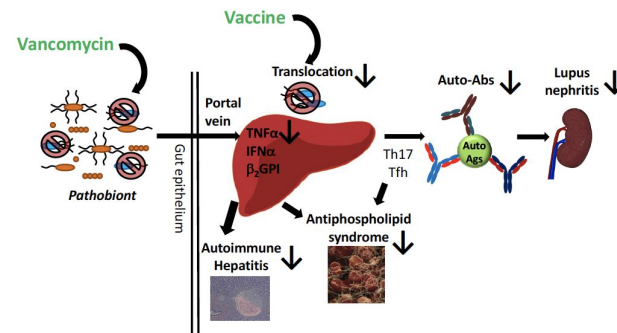 Vancomycin
Vaccine
Translocation
Auto-Abs
Lupus
nephritis
Portal
vein
TNFα
IFNα
β₂GPI
Th17
Tfh
Auto
Ags
Pathobiont
Gut epithelium
Antiphospholipid
syndrome
Autoimmune
Hepatitis